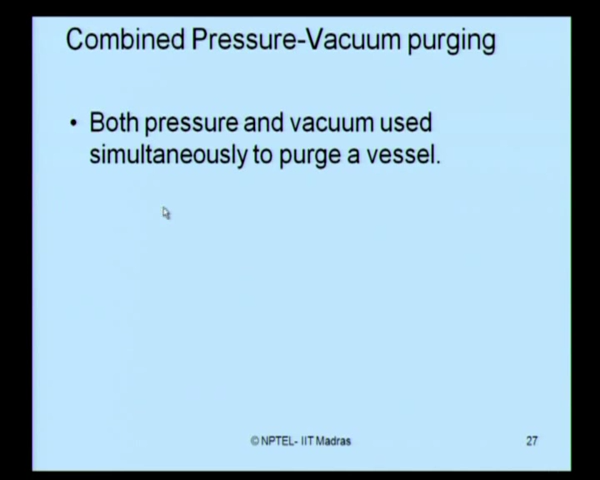 Combined Pressure-Vacuum purging
• Both pressure and vacuum used
simultaneously to purge a vessel.
© NPTEL- IIT Madras
27